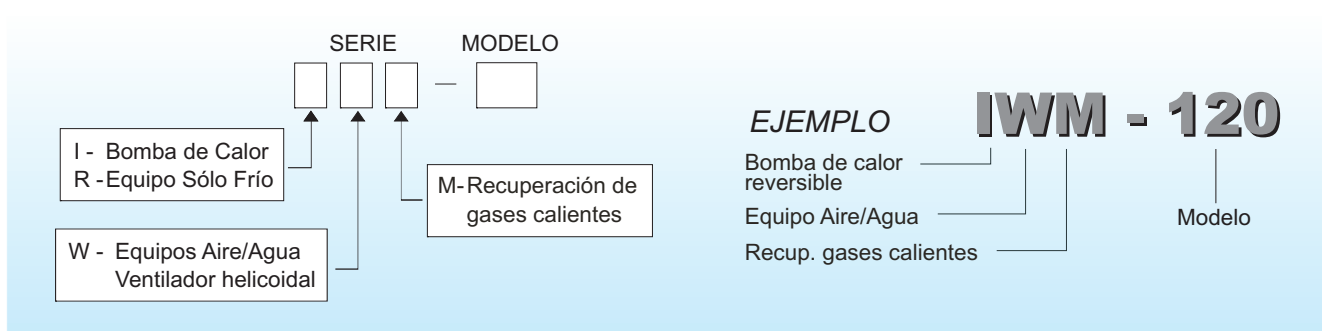 SERIE MODELO
I - Bomba de Calor
R -Equipo Sólo Frío
M-Recuperación de
gases calientes
W - Equipos Aire/Agua
Ventilador helicoidal
EJEMPLO IWM - 120
Bomba de calor
reversible
Equipo Aire/Agua
Recup. gases calientes
Modelo